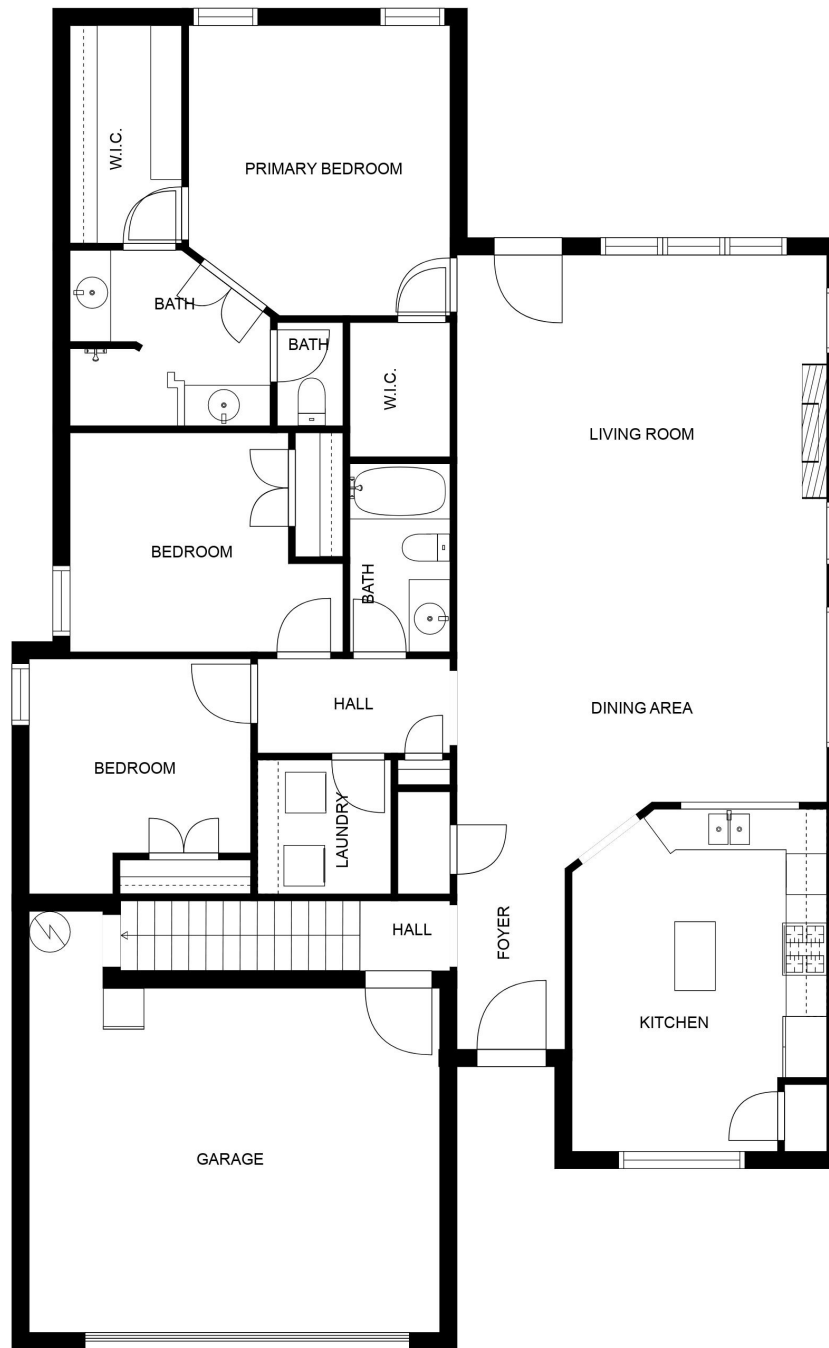 W.I.C.
PRIMARY BEDROOM
BATH
BATH
W.I.C.
LIVING ROOM
BEDROOM
BATH
HALL
DINING AREA
BEDROOM
LAUNDRY
HALL
FOYER
KITCHEN
GARAGE